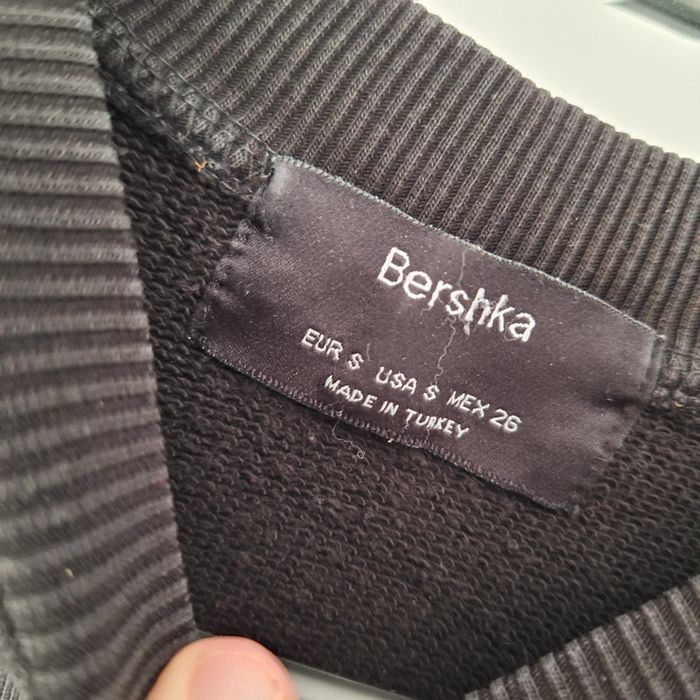 Bershka
EUR S USA S MEX 26
MADE IN TURKEY